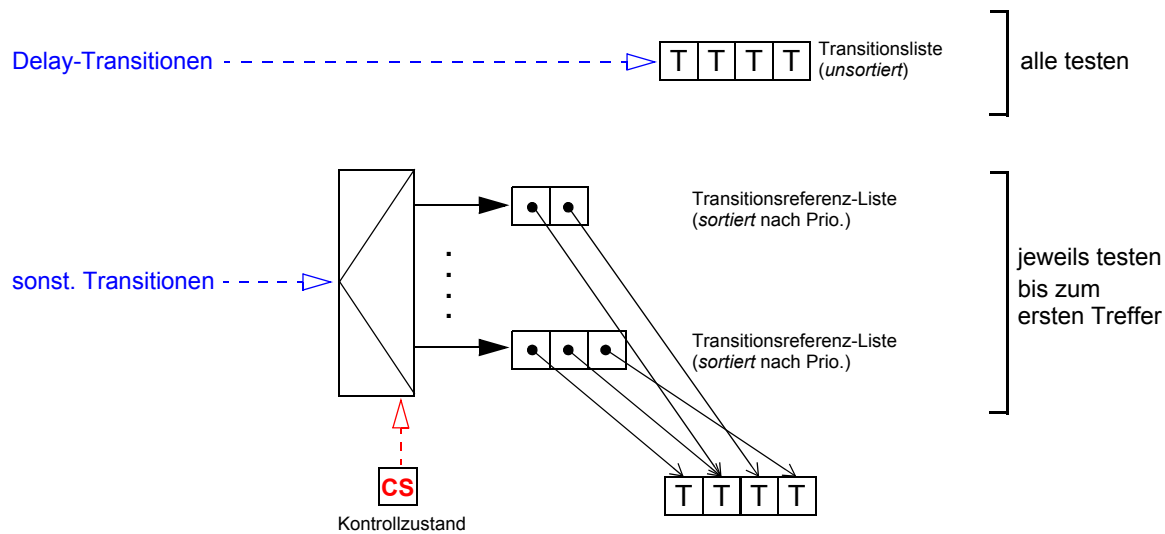 Delay-Transitionen
T T T T
Transitionsliste
(unsortiert)
alle testen
Transitionsreferenz-Liste
(sortiert nach Prio.)
sonst. Transitionen
jeweils testen
bis zum
ersten Treffer
Transitionsreferenz-Liste
(sortiert nach Prio.)
CS
Kontrollzustand
T T T T